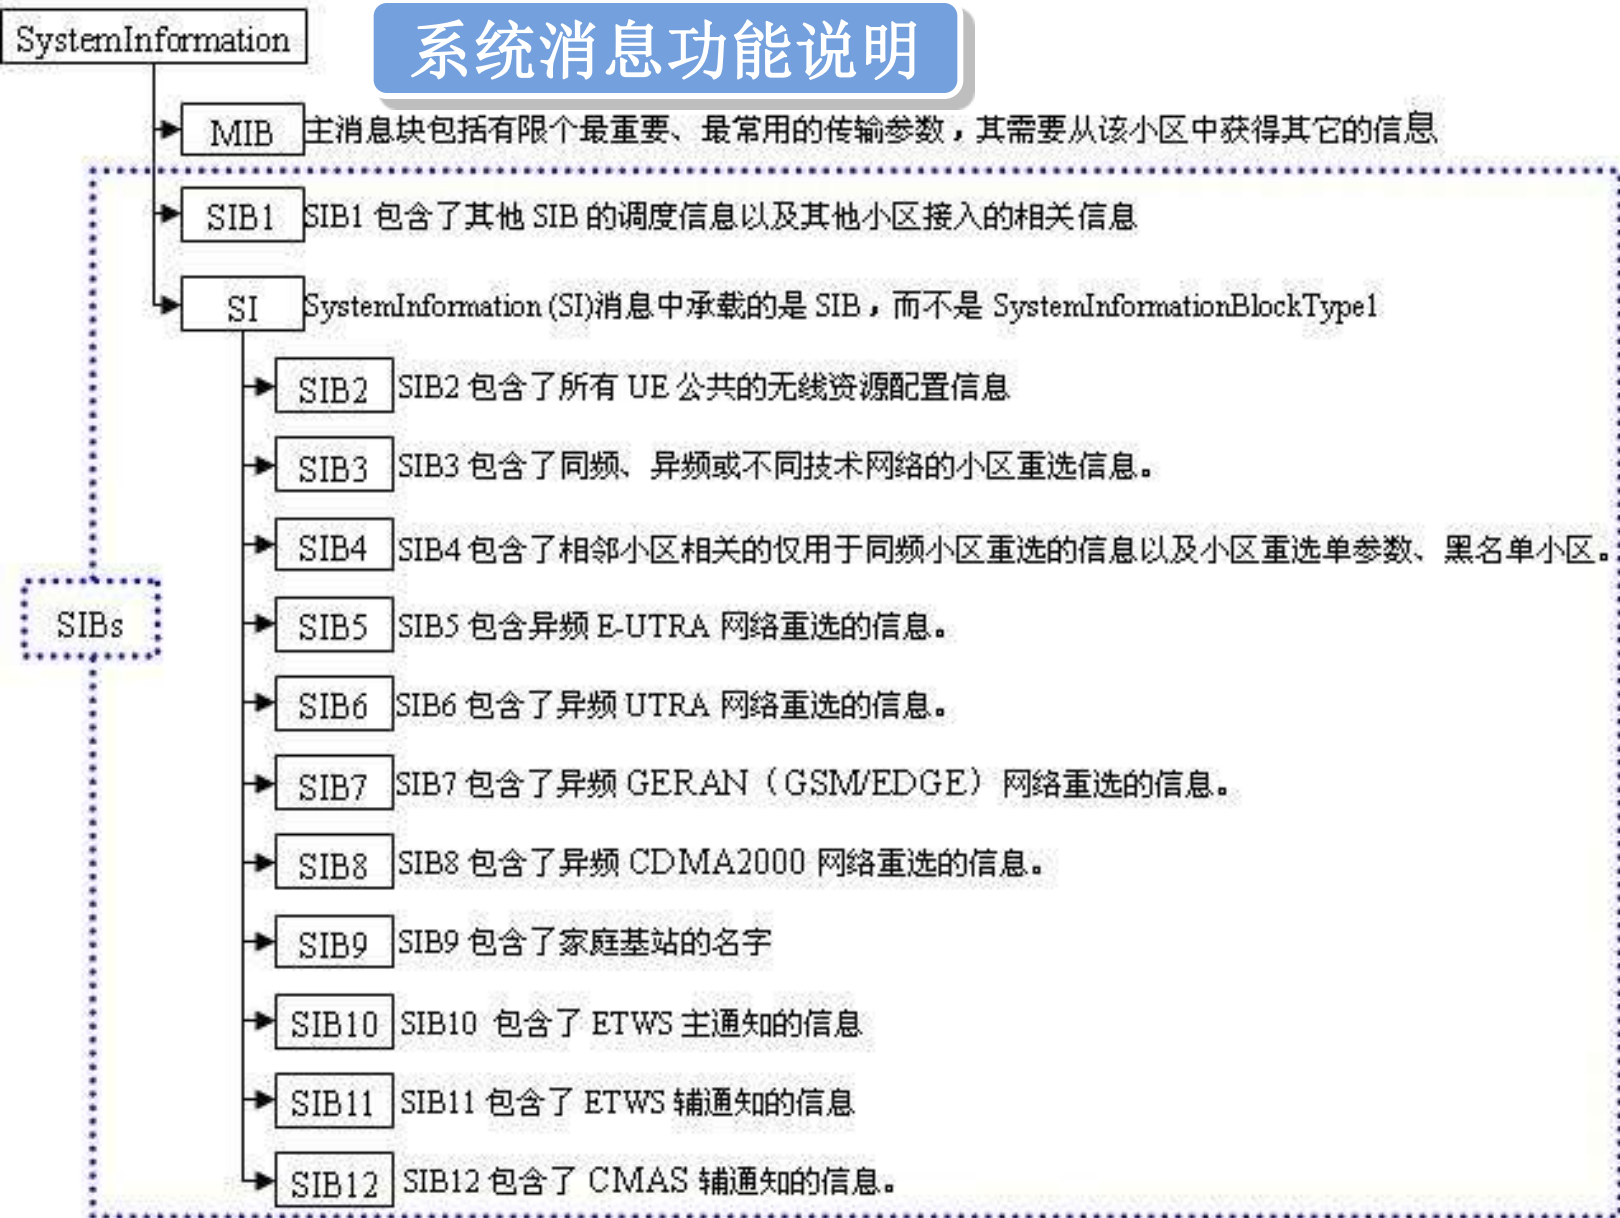 SystemInformation
系统消息功能说明
MIB 主消息块包括有限个最重要、最常用的传输参数，其需要从该小区中获得其它的信息
SIB1 SIB1 包含了其他 SIB 的调度信息以及其他小区接入的相关信息
SI SystemInformation (SI)消息中承载的是 SIB，而不是 SystemInformationBlockType1
SIB2 SIB2 包含了所有 UE 公共的无线资源配置信息
SIB3 SIB3 包含了同频、异频或不同技术网络的小区重选信息。
SIB4 SIB4 包含了相邻小区相关的仅用于同频小区重选的信息以及小区重选单参数、黑名单小区。
SIBs
SIB5 SIB5 包含异频 E-UTRA 网络重选的信息。
SIB6 SIB6 包含了异频 UTRA 网络重选的信息。
SIB7 SIB7 包含了异频 GERAN（GSM/EDGE）网络重选的信息。
SIB8 SIB8 包含了异频 CDMA2000 网络重选的信息。
SIB9 SIB9 包含了家庭基站的名字
SIB10 SIB10 包含了 ETWS 主通知的信息
SIB11 SIB11 包含了 ETWS 辅通知的信息
SIB12 SIB12 包含了 CMAS 辅通知的信息。